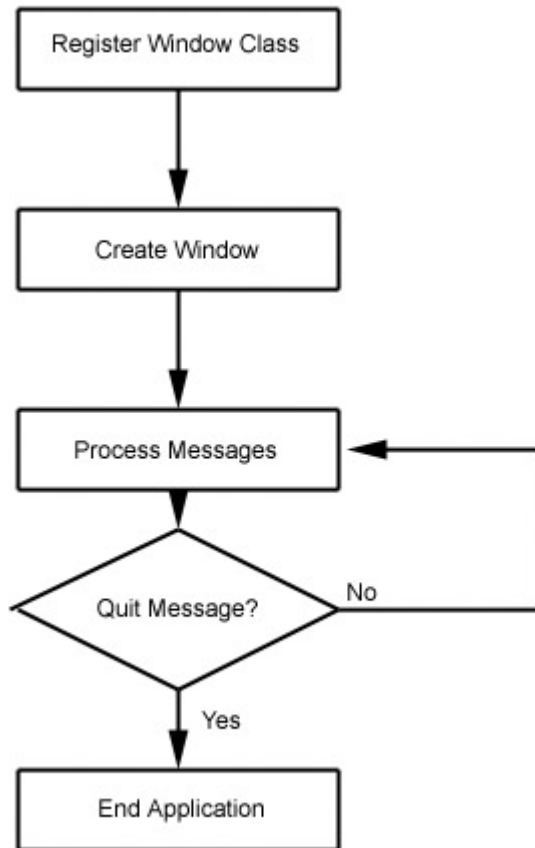 Register Window Class
Create Window
Process Messages
Quit Message?
No
Yes
End Application